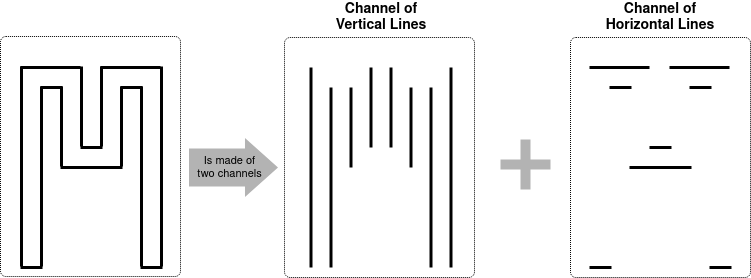 Channel of
Vertical Lines
Channel of
Horizontal Lines
Is made of
two channels